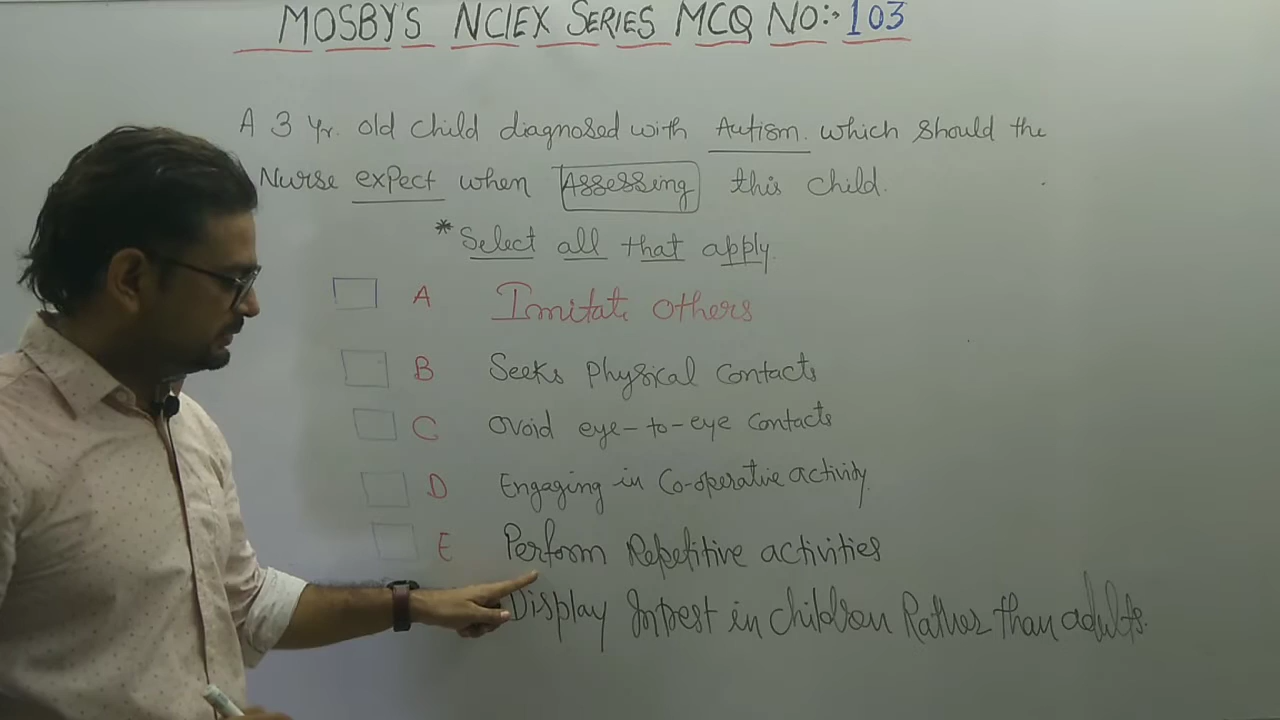 MOSBY'S NCIEX SERIES MCQ NO:- 103
A 3 Yr. old child diagnosed with Autism. which should the
Nurse expect when Assessing this child.
* Select all that apply.
A Imitate others
B Seeks Physical contacts
C Ovoid eye-to-eye contacts
D Engaging in Co-operative activity.
E Perform Repetitive activities
Display Intrest in children Rather than adults.